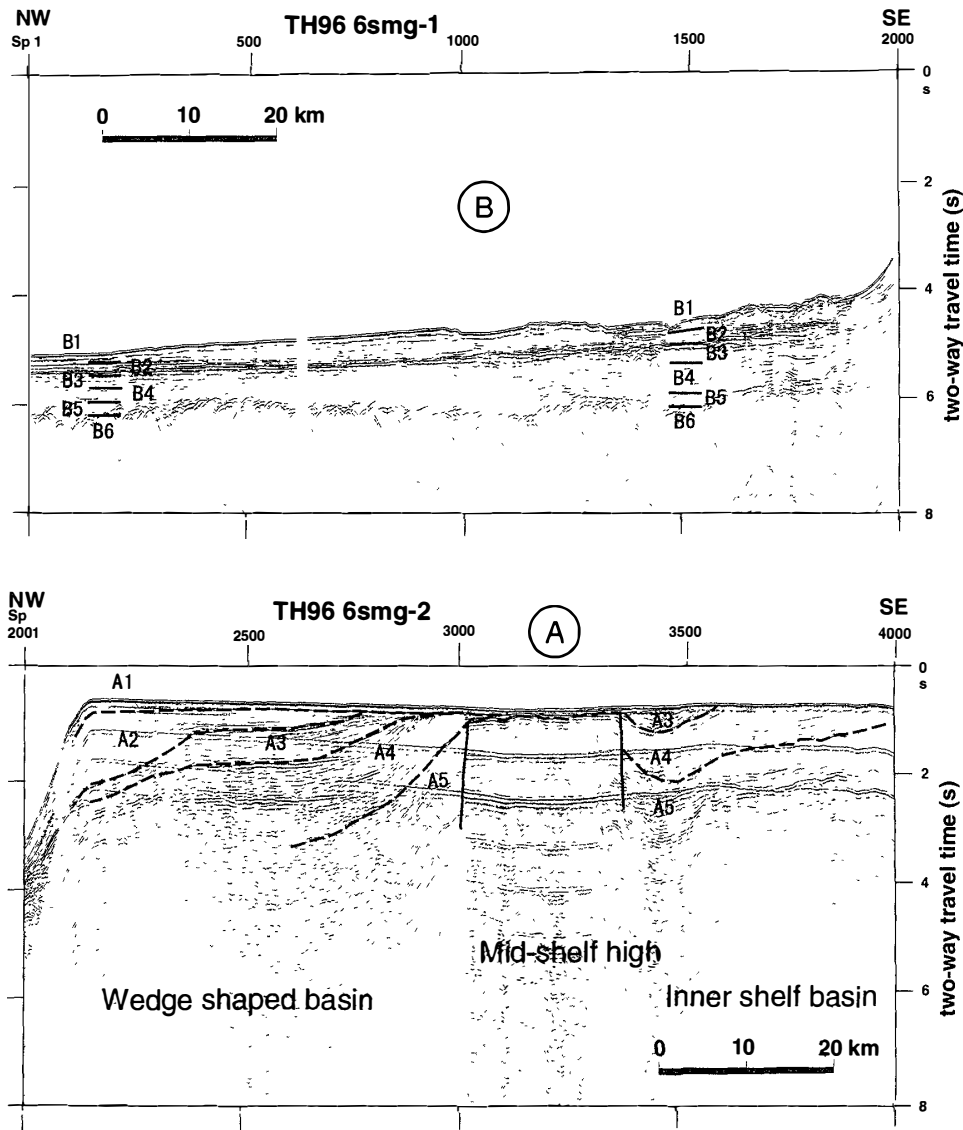 NW TH96 6smg-1 SE
Sp 1 500 1000 1500 2000
0
s
0 10 20 km
2
B
two-way travel time (s)
4
B1
B1
B2
B2
B3
B3
B4
B4
B5
B5
6
B6
B6
8
NW TH96 6smg-2 A SE
Sp
2001 2500 3000 3500 4000
0
s
A1
A3
A2 A3 A4 A4
A5
2
A5
two-way travel time (s)
4
Mid-shelf high
Wedge shaped basin Inner shelf basin
6
0 10 20 km
8